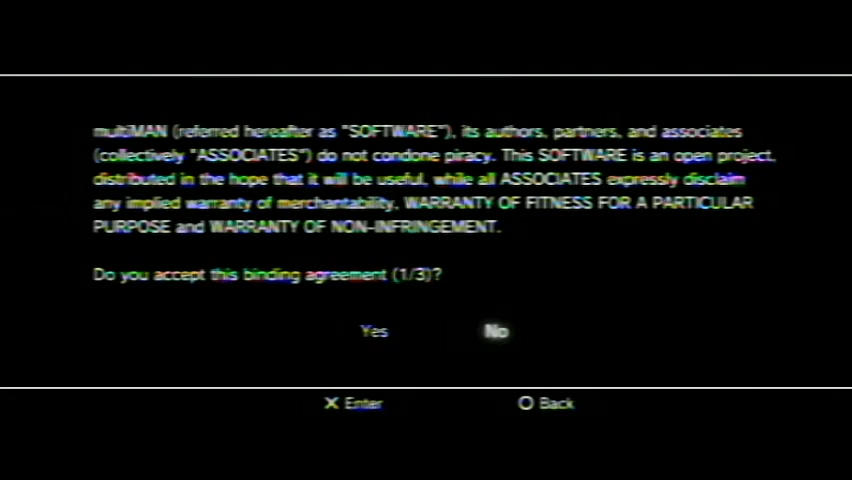 multiMAN (referred hereafter as "SOFTWARE"), its authors, partners, and associates
(collectively "ASSOCIATES") do not condone piracy. This SOFTWARE is an open project,
distributed in the hope that it will be useful, while all ASSOCIATES expressly disclaim
any implied warranty of merchantability, WARRANTY OF FITNESS FOR A PARTICULAR
PURPOSE and WARRANTY OF NON-INFRINGEMENT.
Do you accept this binding agreement (1/3)?
Yes No
X Enter O Back